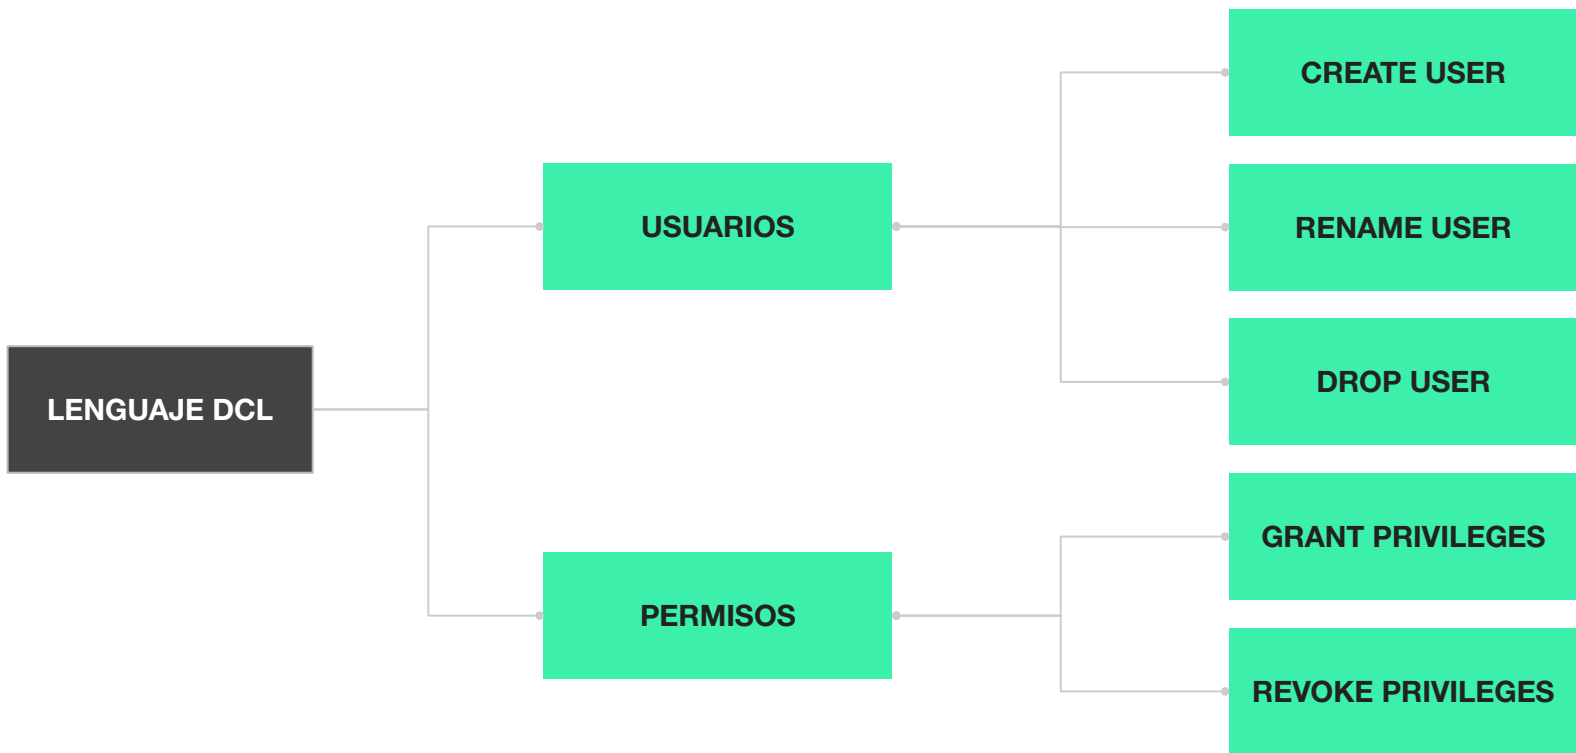 LENGUAJE DCL
USUARIOS
CREATE USER
RENAME USER
DROP USER
PERMISOS
GRANT PRIVILEGES
REVOKE PRIVILEGES